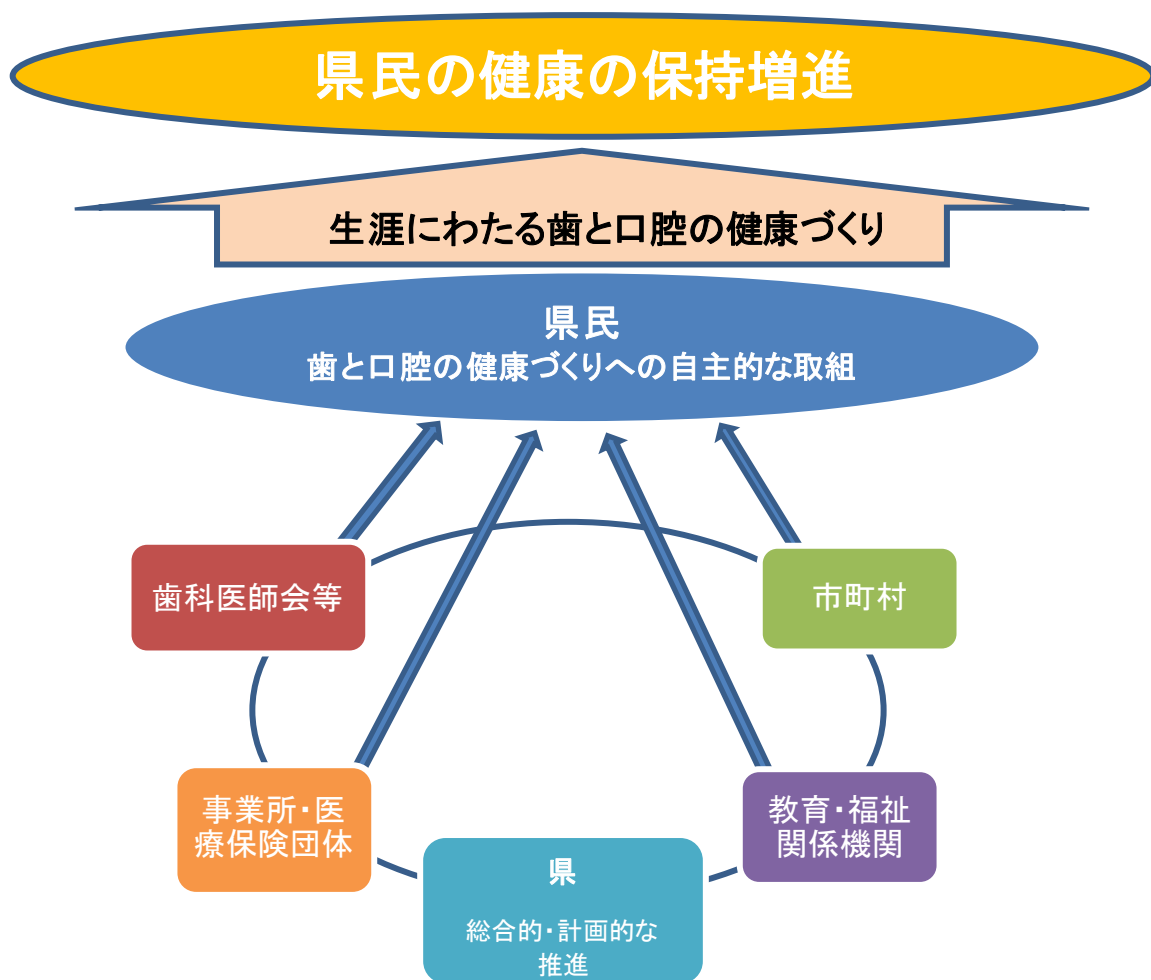 県民の健康の保持増進
生涯にわたる歯と口腔の健康づくり
県民
歯と口腔の健康づくりへの自主的な取組
歯科医師会等
市町村
事業所・医
療保険団体
教育・福祉
関係機関
県
総合的・計画的な
推進